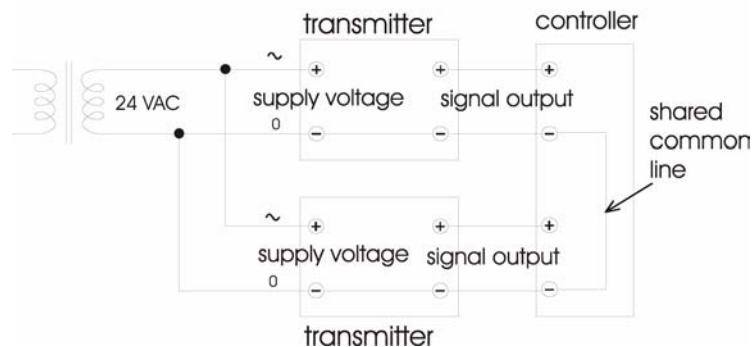 transmitter
controller
~
+
+
+
24 VAC
supply voltage
signal output
shared
common
line
0
−
−
−
~
+
+
+
supply voltage
signal output
0
−
−
−
transmitter